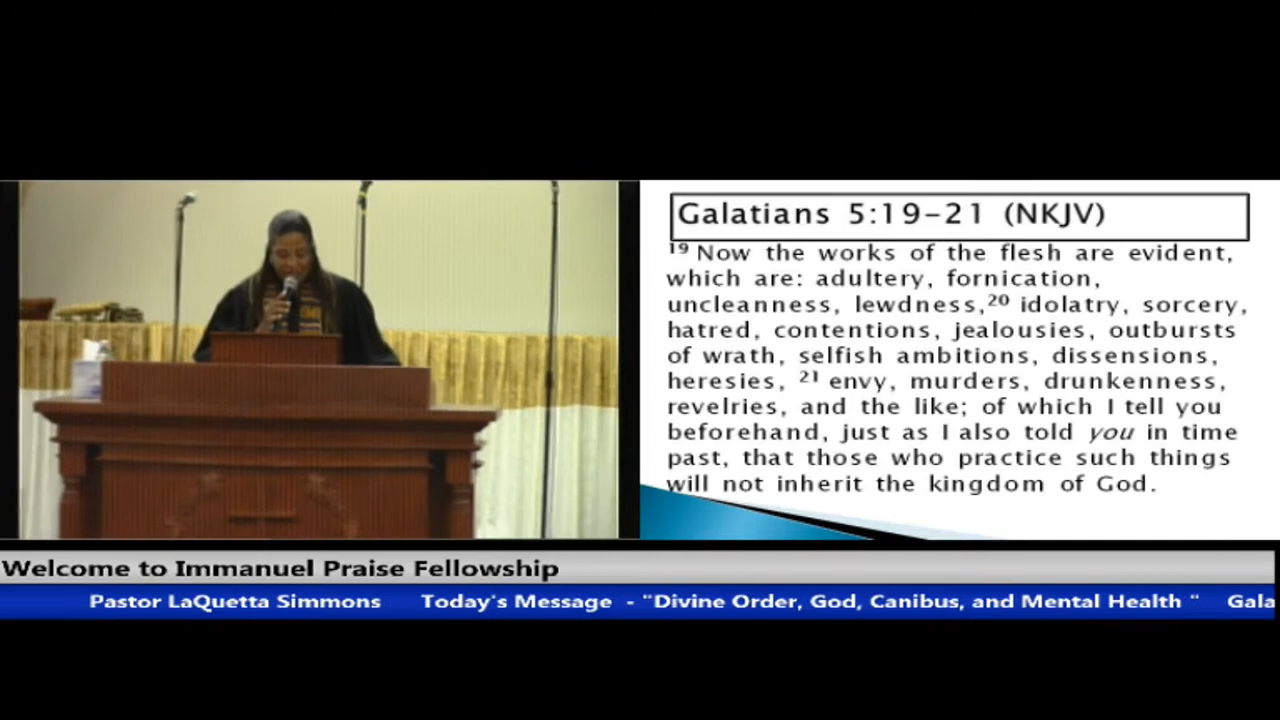 Galatians 5:19-21 (NKJV)
19 Now the works of the flesh are evident,
which are: adultery, fornication,
uncleanness, lewdness,20 idolatry, sorcery,
hatred, contentions, jealousies, outbursts
of wrath, selfish ambitions, dissensions,
heresies, 21 envy, murders, drunkenness,
revelries, and the like; of which I tell you
beforehand, just as I also told you in time
past, that those who practice such things
will not inherit the kingdom of God.
Welcome to Immanuel Praise Fellowship
Pastor LaQuetta Simmons Today's Message - "Divine Order, God, Canibus, and Mental Health " Gala